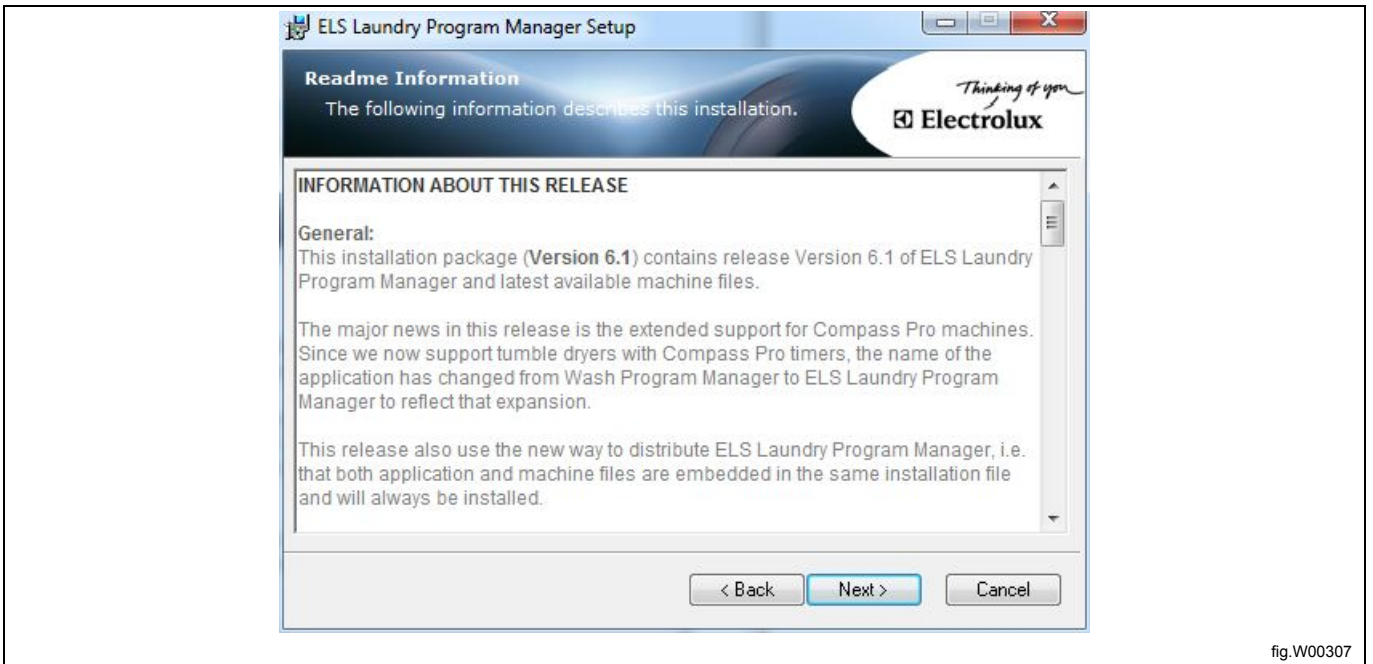 ELS Laundry Program Manager Setup
Readme Information
The following information describes this installation.
Thinking of you
Electrolux
INFORMATION ABOUT THIS RELEASE
General:
This installation package (Version 6.1) contains release Version 6.1 of ELS Laundry
Program Manager and latest available machine files.
The major news in this release is the extended support for Compass Pro machines.
Since we now support tumble dryers with Compass Pro timers, the name of the
application has changed from Wash Program Manager to ELS Laundry Program
Manager to reflect that expansion.
This release also use the new way to distribute ELS Laundry Program Manager, i.e.
that both application and machine files are embedded in the same installation file
and will always be installed.
< Back Next > Cancel
fig.W00307